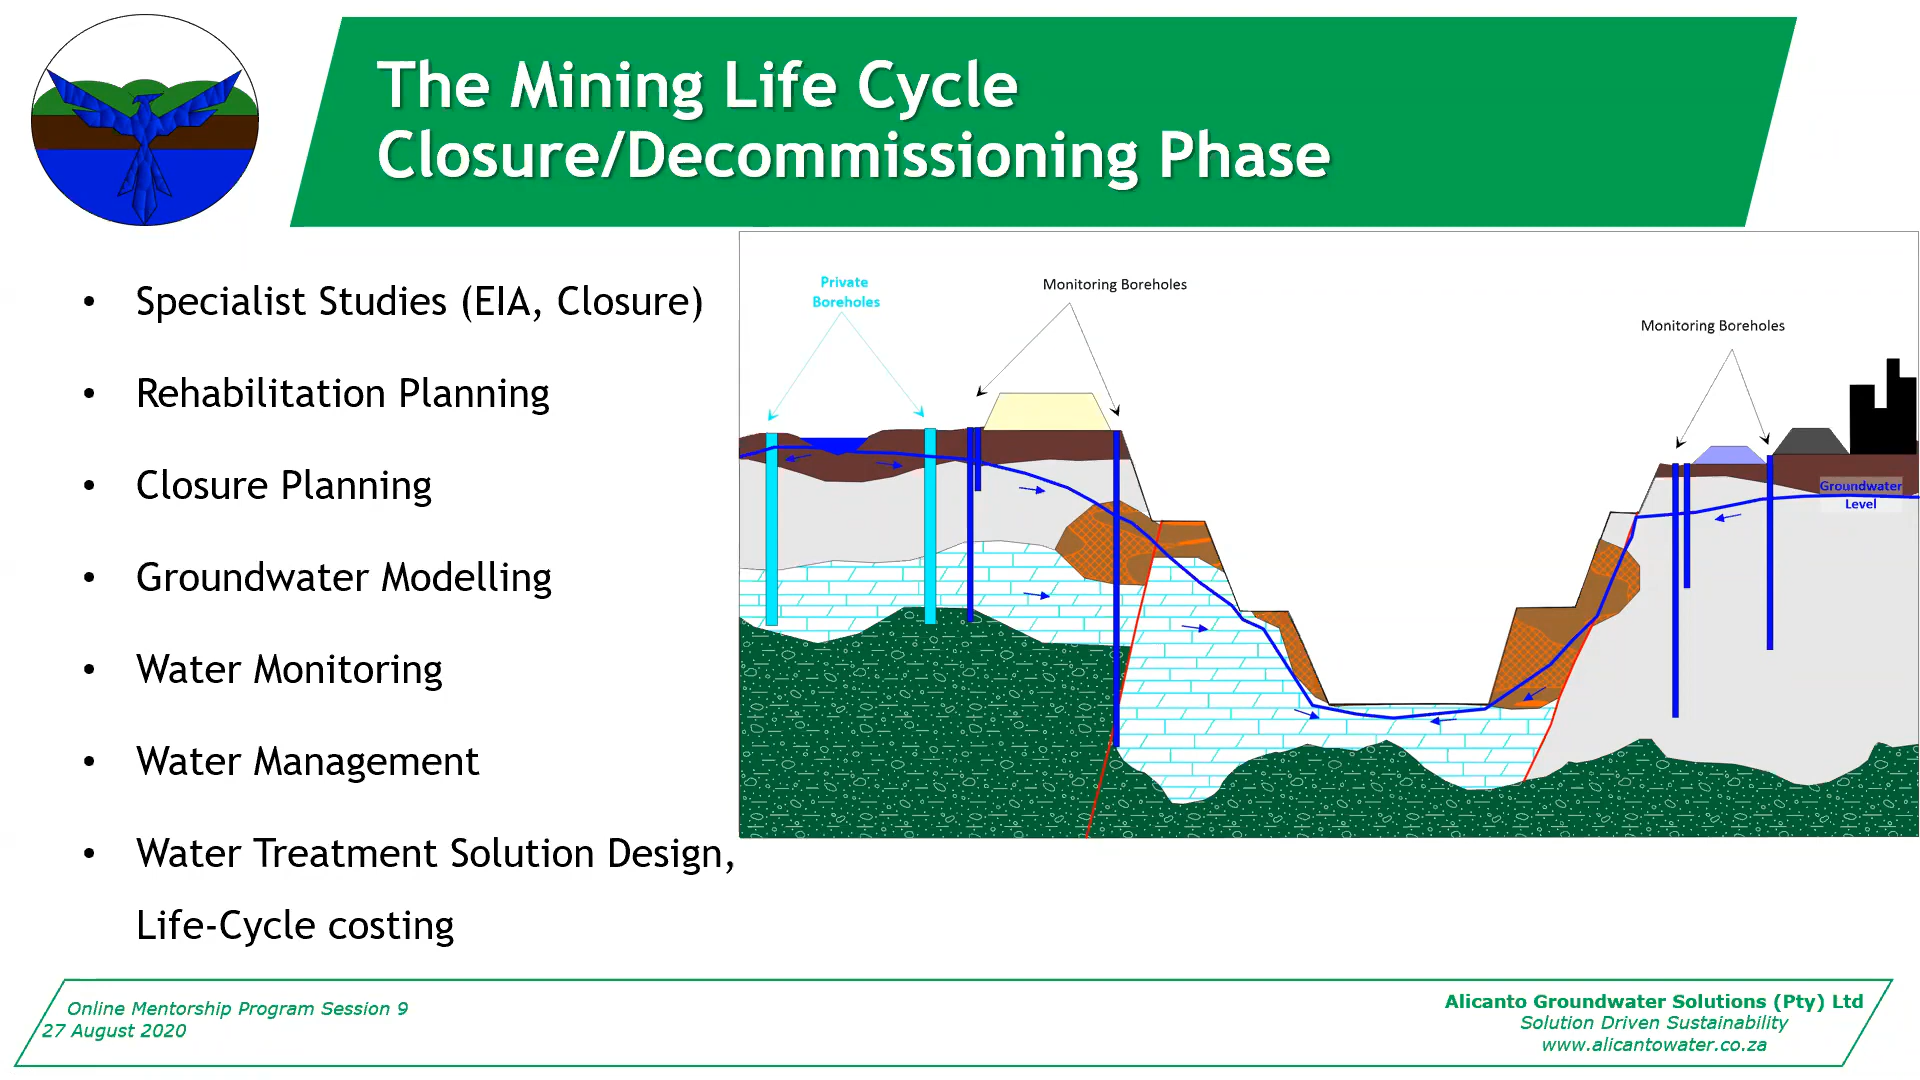 The Mining Life Cycle
Closure/Decommissioning Phase
• Specialist Studies (EIA, Closure)
• Rehabilitation Planning
• Closure Planning
• Groundwater Modelling
• Water Monitoring
• Water Management
• Water Treatment Solution Design,
Life-Cycle costing
Private
Boreholes
Monitoring Boreholes
Monitoring Boreholes
Groundwater
Level
Online Mentorship Program Session 9
27 August 2020
Alicanto Groundwater Solutions (Pty) Ltd
Solution Driven Sustainability
www.alicantowater.co.za